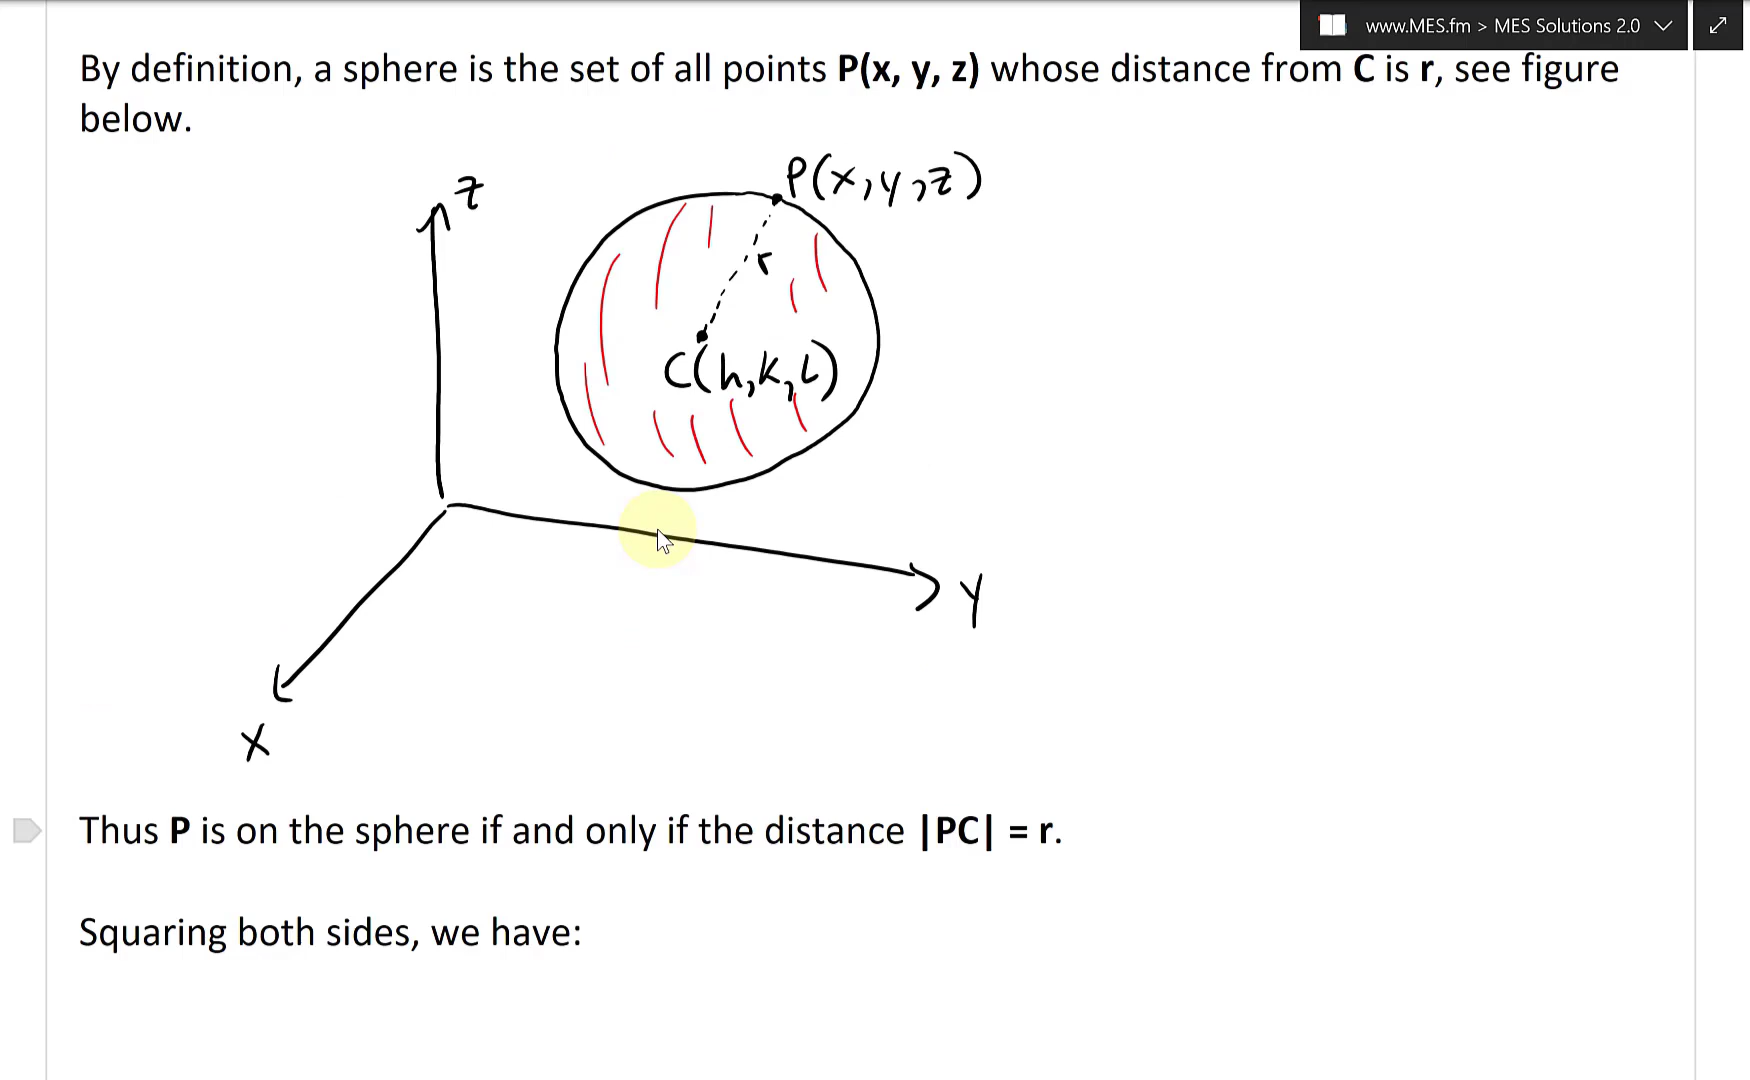 www.MES.fm > MES Solutions 2.0
By definition, a sphere is the set of all points P(x, y, z) whose distance from C is r, see figure
below.
z
P(x,y,z)
r
C(h,k,L)
y
x
Thus P is on the sphere if and only if the distance |PC| = r.
Squaring both sides, we have: